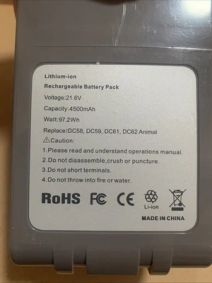 Lithium-ion
Rechargeable Battery Pack
Voltage:21.6V
Capacity:4500mAh
Watt:97.2Wh
Replace:DC58, DC59, DC61, DC62 Animal
⚠Caution:
1.Please read and understand operations manual.
2.Do not disassemble,crush or puncture.
3.Do not short terminals.
4.Do not throw into fire or water.
RoHS FC CE Li-ion
MADE IN CHINA